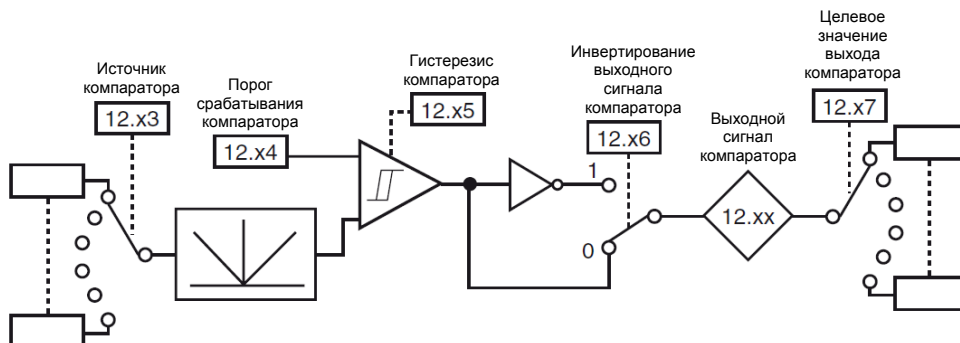 Источник
компаратора
12.x3
Порог
срабатывания
компаратора
12.x4
Гистерезис
компаратора
12.x5
Инвертирование
выходного
сигнала
компаратора
12.x6
1
0
Выходной
сигнал
компаратора
12.xx
Целевое
значение
выхода
компаратора
12.x7